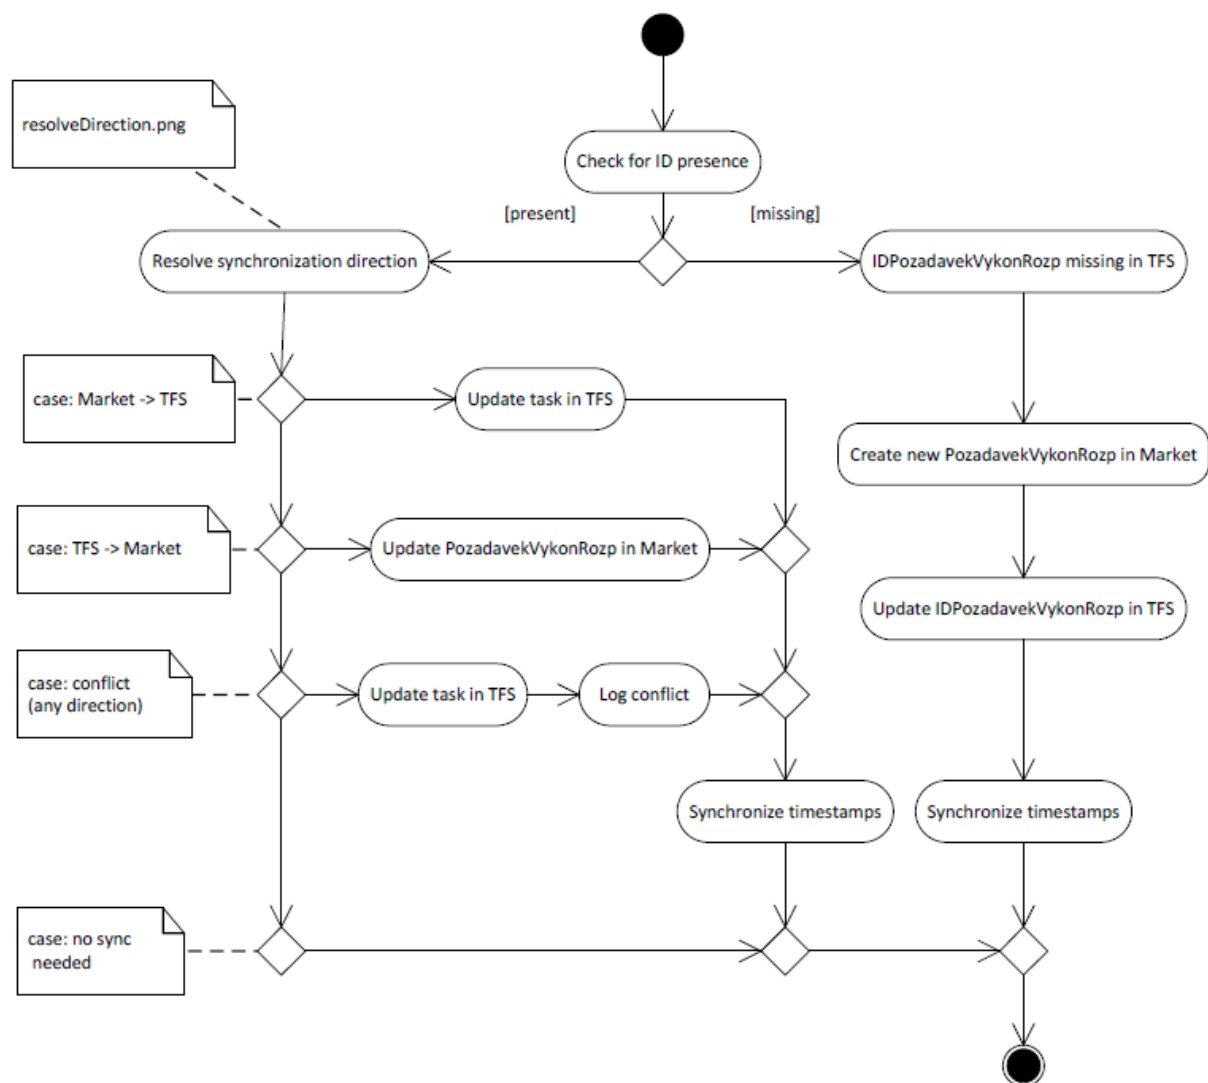 resolveDirection.png
Check for ID presence
[present]
[missing]
Resolve synchronization direction
IDPozadavekVykonRozp missing in TFS
case: Market -> TFS
Update task in TFS
Create new PozadavekVykonRozp in Market
case: TFS -> Market
Update PozadavekVykonRozp in Market
Update IDPozadavekVykonRozp in TFS
case: conflict
(any direction)
Update task in TFS
Log conflict
Synchronize timestamps
Synchronize timestamps
case: no sync
needed